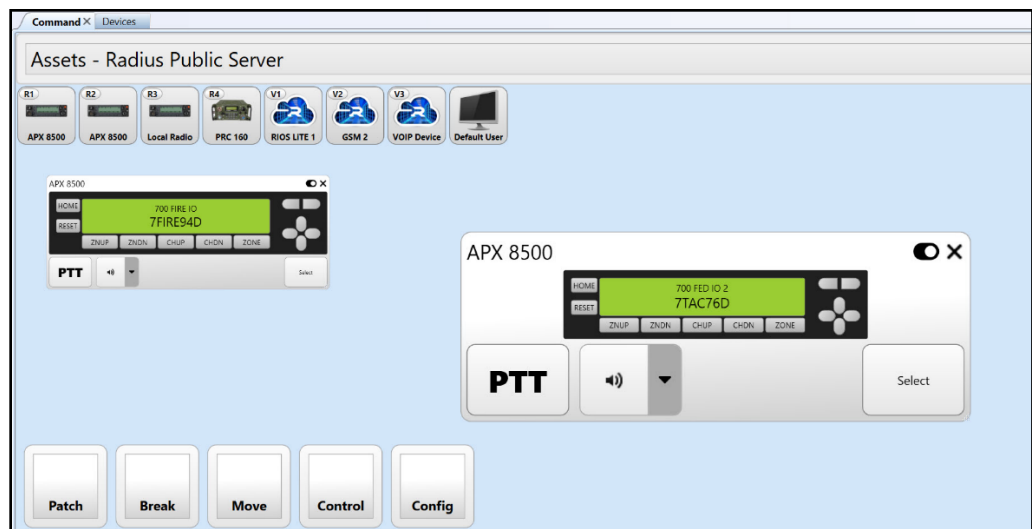 Command X Devices
Assets - Radius Public Server
R1 R2 R3 R4 V1 V2 V3
APX 8500 APX 8500 Local Radio PRC 160 RIOS LITE 1 GSM 2 VOIP Device Default User
APX 8500
HOME
700 FIRE IO
7FIRE94D
RESET
ZNUP ZNDN CHUP CHDN ZONE
PTT Select
APX 8500
HOME
700 FED IO 2
7TAC76D
RESET
ZNUP ZNDN CHUP CHDN ZONE
PTT Select
Patch Break Move Control Config